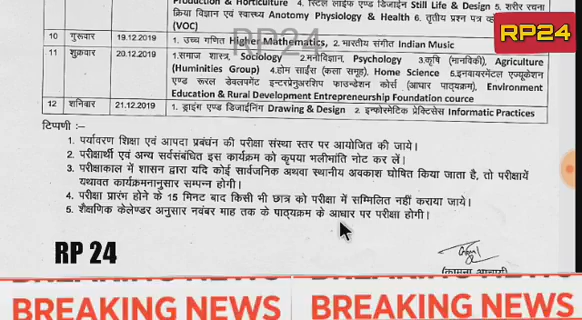 Production & Horticulture 4. स्टिल लाईफ एण्ड डिजाईन Still Life & Design 5. शरीर रचना
क्रिया विज्ञान एवं स्वास्थ्य Anotomy Physiology & Health 6. तृतीय प्रश्न पत्र
(VOC)
10 गुरूवार 19.12.2019 1. उच्च गणित Higher Mathematics, 2. भारतीय संगीत Indian Music
11 शुक्रवार 20.12.2019 1.समाज शास्त्र, Sociology 2.मनोविज्ञान, Psychology 3.कृषि (मानविकी), Agriculture
(Huminities Group) 4.होम साईंस (कला समूह), Home Science 5.इनवायरमेंटल एज्यूकेशन
एण्ड रूरल डेवलपमेंट इन्टरप्रेनुअरशिप फाउन्डेशन कोर्स (आधार पाठ्यक्रम), Environment
Education & Rural Development Entrepreneurship Foundation cource
12 शनिवार 21.12.2019 1. ड्राइंग एण्ड डिजाईनिंग Drawing & Design 2. इन्फोरमेटिक प्रेक्टिसेस Informatic Practices
टिप्पणी :-
1. पर्यावरण शिक्षा एवं आपदा प्रबंधन की परीक्षा संस्था स्तर पर आयोजित की जाये।
2. परीक्षार्थी एवं अन्य सर्वसंबंधित इस कार्यक्रम को कृपया भलीभांति नोट कर लें।
3. परीक्षाकाल में शासन द्वारा यदि कोई सार्वजनिक अथवा स्थानीय अवकाश घोषित किया जाता है, तो परीक्षायें
यथावत कार्यक्रमनानुसार सम्पन्न होगी।
4. परीक्षा प्रारंभ होने के 15 मिनट बाद किसी भी छात्र को परीक्षा में सम्मिलित नहीं कराया जाये।
5. शैक्षणिक केलेण्डर अनुसार नवंबर माह तक के पाठ्यक्रम के आधार पर परीक्षा होगी।
RP24
RP24
RP 24
BREAKING NEWS
BREAKING NEWS